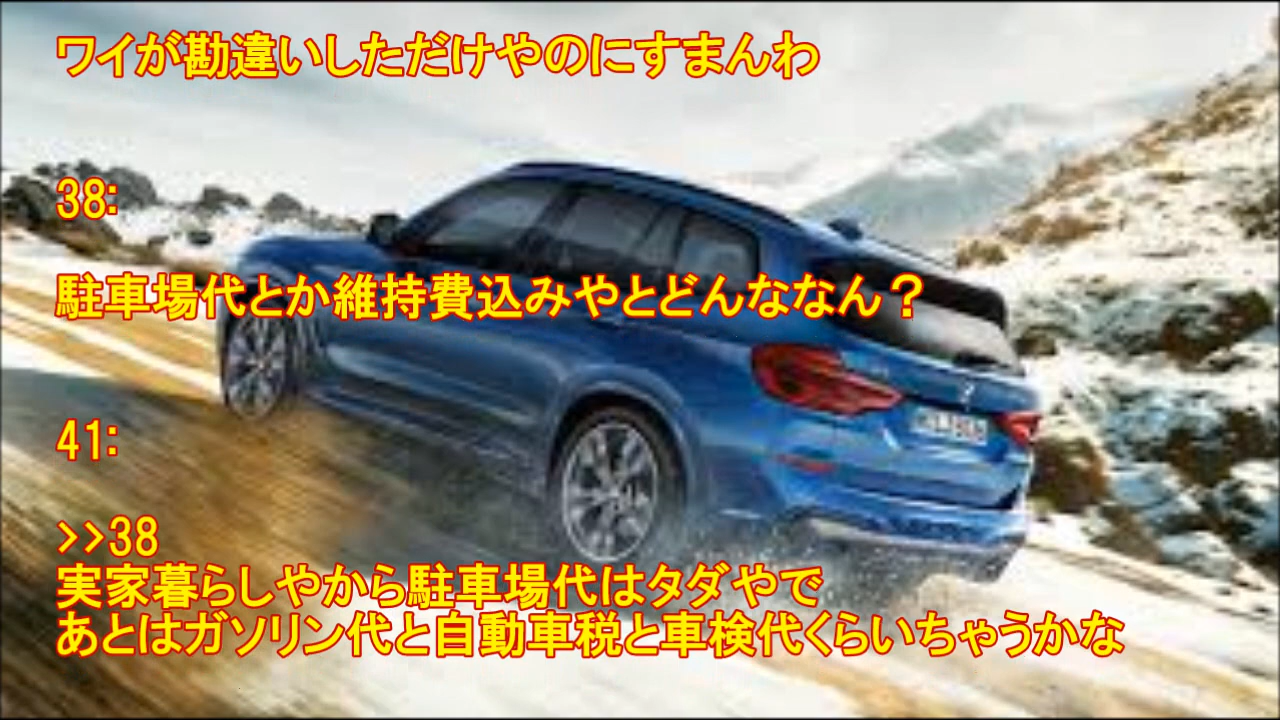 ワイが勘違いしただけやのにすまんわ
38:
駐車場代とか維持費込みやとどんななん？
41:
>>38
実家暮らしやから駐車場代はタダやで
あとはガソリン代と自動車税と車検代くらいちゃうかな